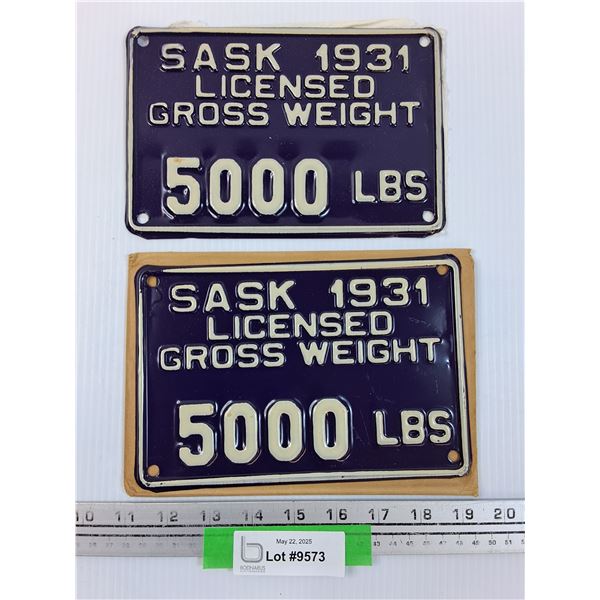 SASK 1931
LICENSED
GROSS WEIGHT
5000 LBS
SASK 1931
LICENSED
GROSS WEIGHT
5000 LBS
10 11 12 13 14 15 16 17 18 19 20
May 22, 2025
Lot #9573
BODNARUS